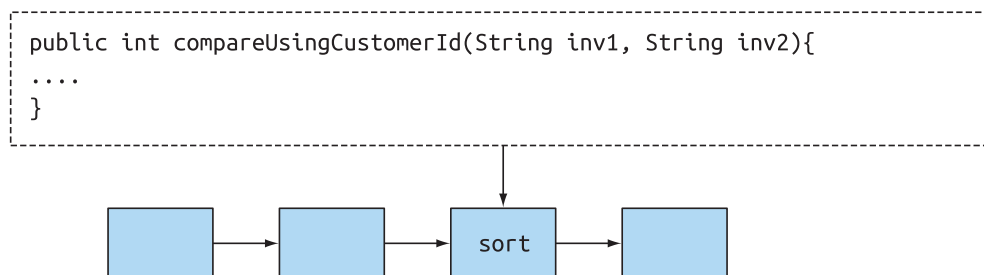 public int compareUsingCustomerId(String inv1, String inv2){
....
}
sort